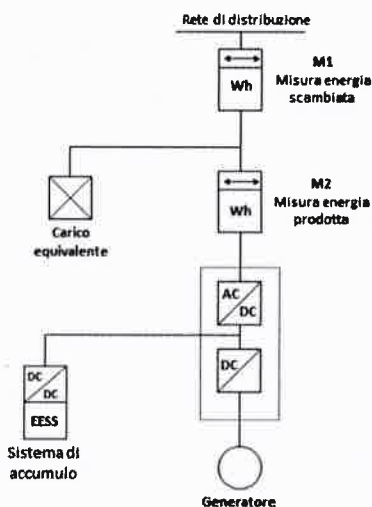 Rete di distribuzione
M1
Misura energia
scambiata
Wh
M2
Misura energia
prodotta
Wh
Carico
equivalente
AC
DC
DC
DC
DC
EESS
Sistema di
accumulo
Generatore